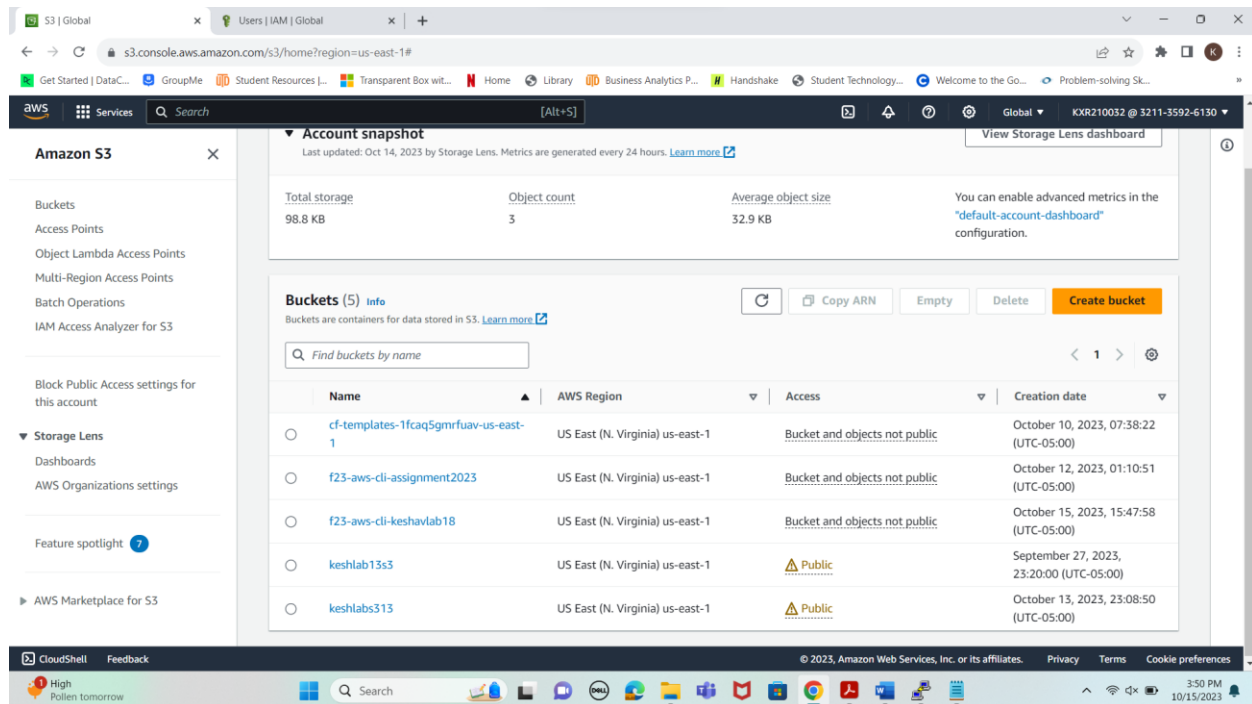 S3 | Global
Users | IAM | Global
s3.console.aws.amazon.com/s3/home?region=us-east-1#
K
Get Started | DataC...
GroupMe
Student Resources |...
Transparent Box wit...
Home
Library
Business Analytics P...
Handshake
Student Technology...
Welcome to the Go...
Problem-solving Sk...
»
aws
Services
Search
[Alt+S]
Global
KXR210032 @ 3211-3592-6130
Amazon S3
Buckets
Access Points
Object Lambda Access Points
Multi-Region Access Points
Batch Operations
IAM Access Analyzer for S3
Block Public Access settings for
this account
Storage Lens
Dashboards
AWS Organizations settings
Feature spotlight 7
AWS Marketplace for S3
Account snapshot
Last updated: Oct 14, 2023 by Storage Lens. Metrics are generated every 24 hours. Learn more
View Storage Lens dashboard
Total storage
98.8 KB
Object count
3
Average object size
32.9 KB
You can enable advanced metrics in the
"default-account-dashboard"
configuration.
Buckets (5) Info
Buckets are containers for data stored in S3. Learn more
Copy ARN
Empty
Delete
Create bucket
Find buckets by name
1
Name
AWS Region
Access
Creation date
cf-templates-1fcaq5gmrfuav-us-east-
1
US East (N. Virginia) us-east-1
Bucket and objects not public
October 10, 2023, 07:38:22
(UTC-05:00)
f23-aws-cli-assignment2023
US East (N. Virginia) us-east-1
Bucket and objects not public
October 12, 2023, 01:10:51
(UTC-05:00)
f23-aws-cli-keshavlab18
US East (N. Virginia) us-east-1
Bucket and objects not public
October 15, 2023, 15:47:58
(UTC-05:00)
keshlab13s3
US East (N. Virginia) us-east-1
Public
September 27, 2023,
23:20:00 (UTC-05:00)
keshlabs313
US East (N. Virginia) us-east-1
Public
October 13, 2023, 23:08:50
(UTC-05:00)
CloudShell
Feedback
© 2023, Amazon Web Services, Inc. or its affiliates.
Privacy
Terms
Cookie preferences
1
High
Pollen tomorrow
Search
DELL
3:50 PM
10/15/2023